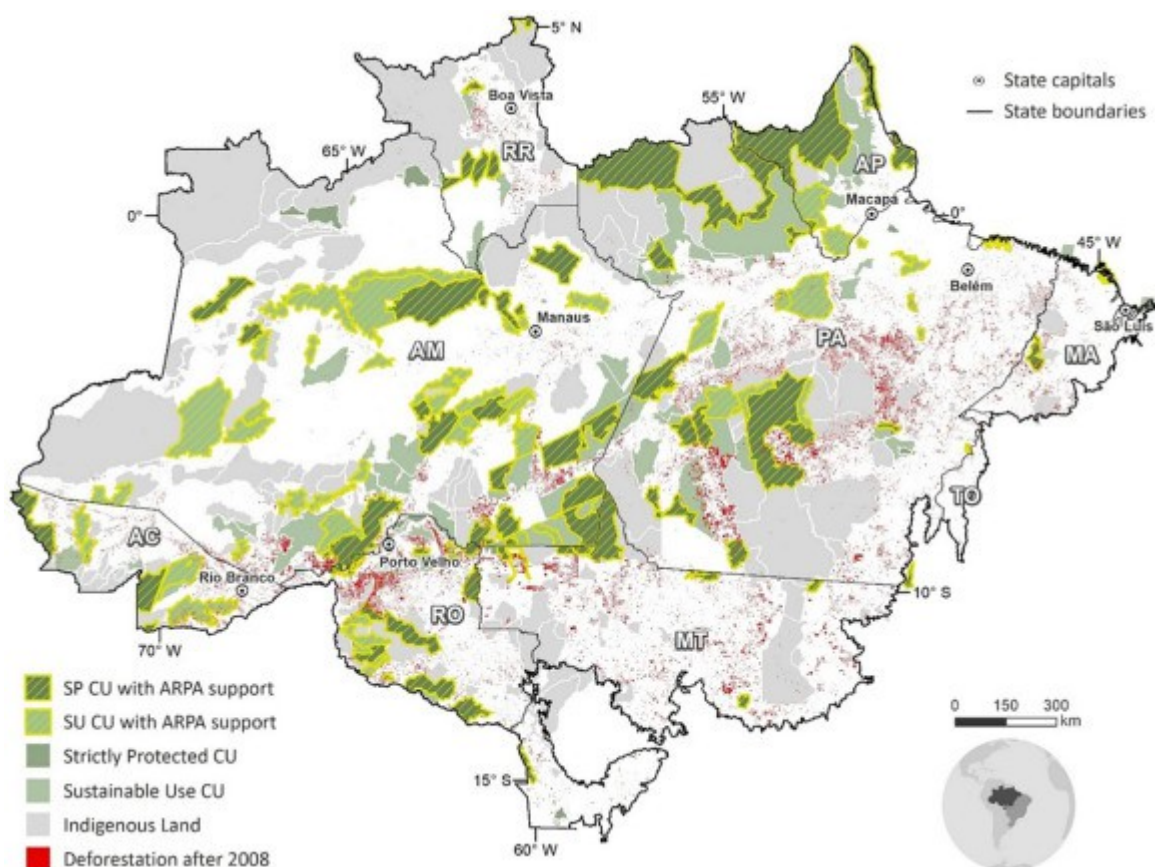 5° N
State capitals
State boundaries
55° W
Boa Vista
65° W
RR
AP
Macapá
0°
0°
45° W
Belém
Manaus
São Luís
PA
AM
MA
TO
AC
Porto Velho
Rio Branco
10° S
RO
MT
70° W
SP CU with ARPA support
SU CU with ARPA support
Strictly Protected CU
Sustainable Use CU
Indigenous Land
Deforestation after 2008
0 150 300
km
15° S
60° W